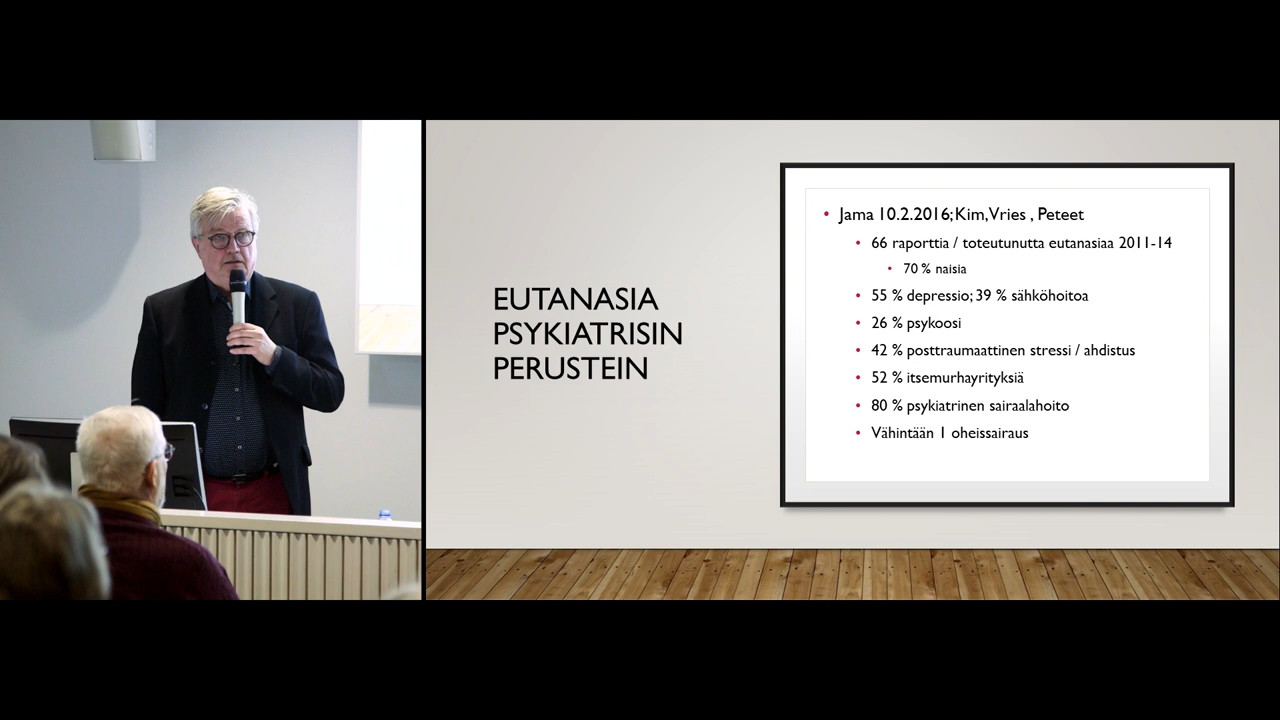 EUTANASIA
PSYKIATRISIN
PERUSTEIN
Jama 10.2.2016; Kim, Vries , Peteet
66 raporttia / toteutunutta eutanasiaa 2011-14
70 % naisia
55 % depressio; 39 % sähköhoitoa
26 % psykoosi
42 % posttraumaattinen stressi / ahdistus
52 % itsemurhayrityksiä
80 % psykiatrinen sairaalahoito
Vähintään 1 oheissairaus